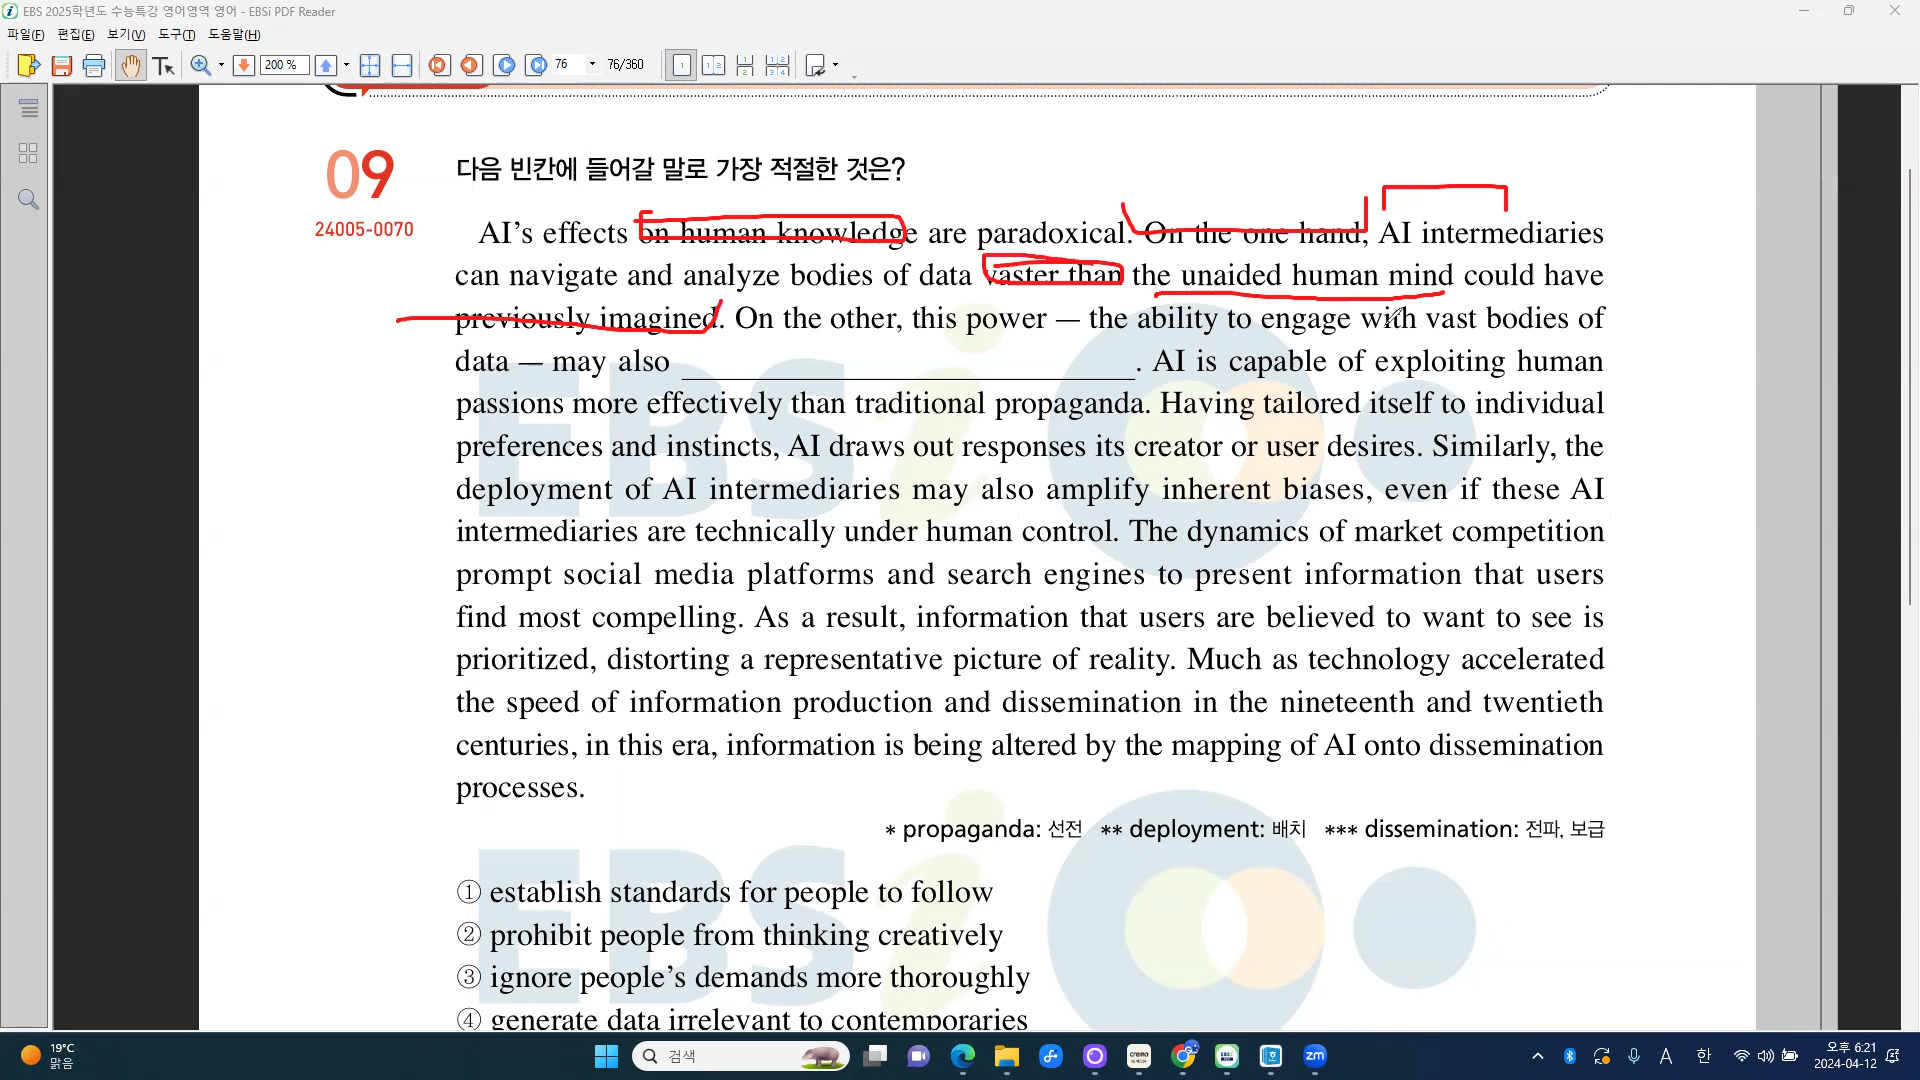 EBS 2025학년도 수능특강 영어영역 영어 - EBSi PDF Reader
파일(F) 편집(E) 보기(V) 도구(T) 도움말(H)
200 % 76 76/360
09
다음 빈칸에 들어갈 말로 가장 적절한 것은?
24005-0070
AI’s effects on human knowledge are paradoxical. On the one hand, AI intermediaries
can navigate and analyze bodies of data vaster than the unaided human mind could have
previously imagined. On the other, this power — the ability to engage with vast bodies of
data — may also ______. AI is capable of exploiting human
passions more effectively than traditional propaganda. Having tailored itself to individual
preferences and instincts, AI draws out responses its creator or user desires. Similarly, the
deployment of AI intermediaries may also amplify inherent biases, even if these AI
intermediaries are technically under human control. The dynamics of market competition
prompt social media platforms and search engines to present information that users
find most compelling. As a result, information that users are believed to want to see is
prioritized, distorting a representative picture of reality. Much as technology accelerated
the speed of information production and dissemination in the nineteenth and twentieth
centuries, in this era, information is being altered by the mapping of AI onto dissemination
processes.
* propaganda: 선전 ** deployment: 배치 *** dissemination: 전파, 보급
① establish standards for people to follow
② prohibit people from thinking creatively
③ ignore people’s demands more thoroughly
④ generate data irrelevant to contemporaries
EBSi
EBSi
19°C
맑음
검색
zm
A 한
오후 6:21
2024-04-12